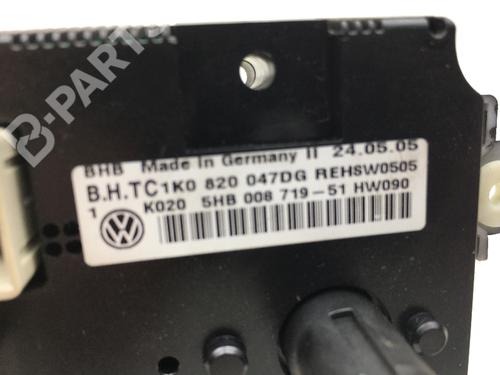 B-PARTS
BHB Made In Germany II 24.05.05
B.H.TC1K0 820 047DG REHSW0505
1 K020 5HB 008 719-51 HW090